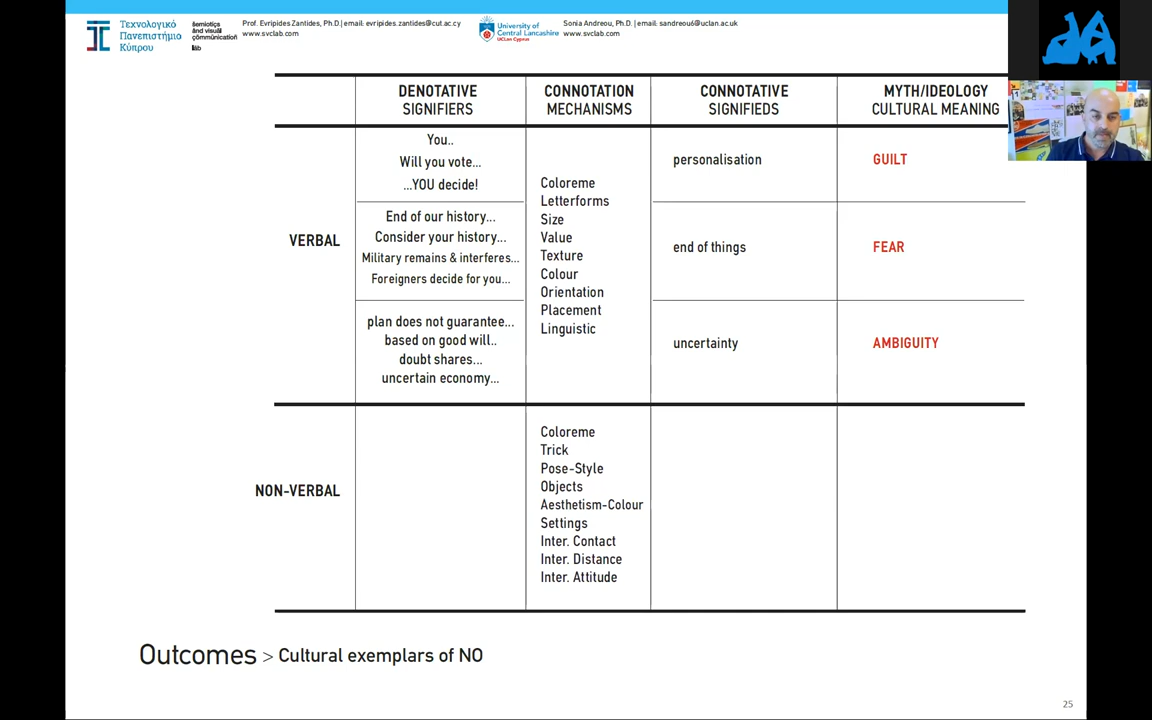 Τεχνολογικό
Πανεπιστήμιο
Κύπρου
semiotics
and visual
communication
lab
Prof. Evripides Zantides, Ph.D.| email: evripides.zantides@cut.ac.cy
www.svclab.com
University of
Central Lancashire
UCLan Cyprus
Sonia Andreou, Ph.D. | email: sandreou6@uclan.ac.uk
www.svclab.com
DENOTATIVE
SIGNIFIERS
CONNOTATION
MECHANISMS
CONNOTATIVE
SIGNIFIEDS
MYTH/IDEOLOGY
CULTURAL MEANING
VERBAL
You..
Will you vote...
...YOU decide!
End of our history...
Consider your history...
Military remains & interferes...
Foreigners decide for you...
plan does not guarantee...
based on good will..
doubt shares...
uncertain economy...
Coloreme
Letterforms
Size
Value
Texture
Colour
Orientation
Placement
Linguistic
personalisation
end of things
uncertainty
GUILT
FEAR
AMBIGUITY
NON-VERBAL
Coloreme
Trick
Pose-Style
Objects
Aesthetism-Colour
Settings
Inter. Contact
Inter. Distance
Inter. Attitude
Outcomes > Cultural exemplars of NO
25